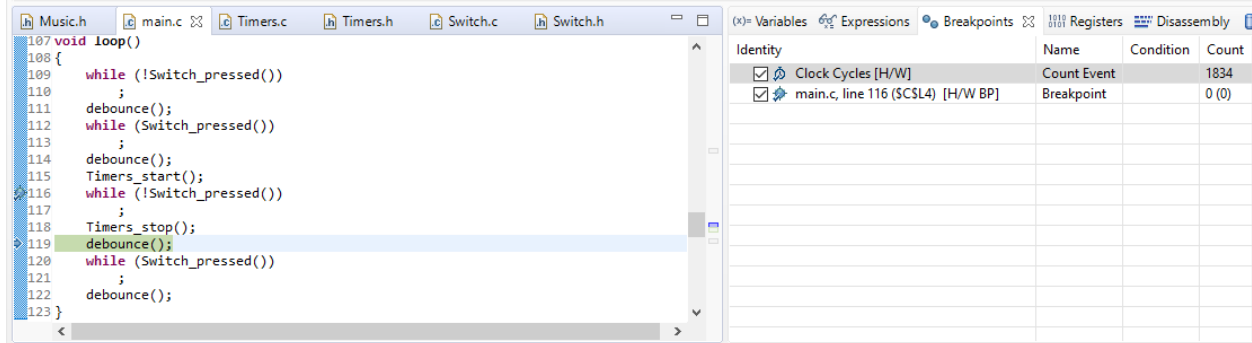 Music.h main.c Timers.c Timers.h Switch.c Switch.h
107 void loop()
108 {
109 while (!Switch_pressed())
110 ;
111 debounce();
112 while (Switch_pressed())
113 ;
114 debounce();
115 Timers_start();
116 while (!Switch_pressed())
117 ;
118 Timers_stop();
119 debounce();
120 while (Switch_pressed())
121 ;
122 debounce();
123 }
(x)= Variables Expressions Breakpoints Registers Disassembly
Identity Name Condition Count
Clock Cycles [H/W] Count Event 1834
main.c, line 116 ($C$L4) [H/W BP] Breakpoint 0 (0)